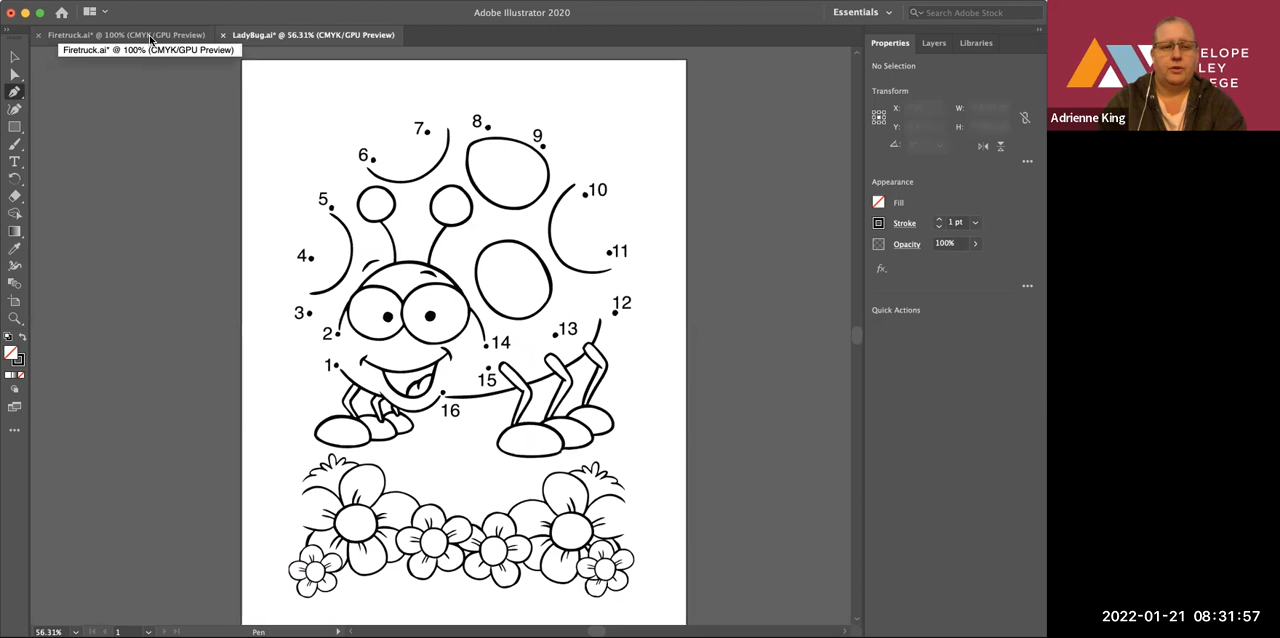 Adobe Illustrator 2020
Essentials
Search Adobe Stock
Firetruck.ai* @ 100% (CMYK/GPU Preview)
LadyBug.ai* @ 56.31% (CMYK/GPU Preview)
Firetruck.ai* @ 100% (CMYK/GPU Preview)
Properties
Layers
Libraries
No Selection
Transform
X:
W:
Y:
H:
Appearance
Fill
Stroke
1 pt
Opacity
100%
fx.
Quick Actions
7
8
9
6
10
5
4
11
3
12
2
13
14
1
15
16
56.31%
1
Pen
ELOPE
LEY
EGE
Adrienne King
2022-01-21 08:31:57